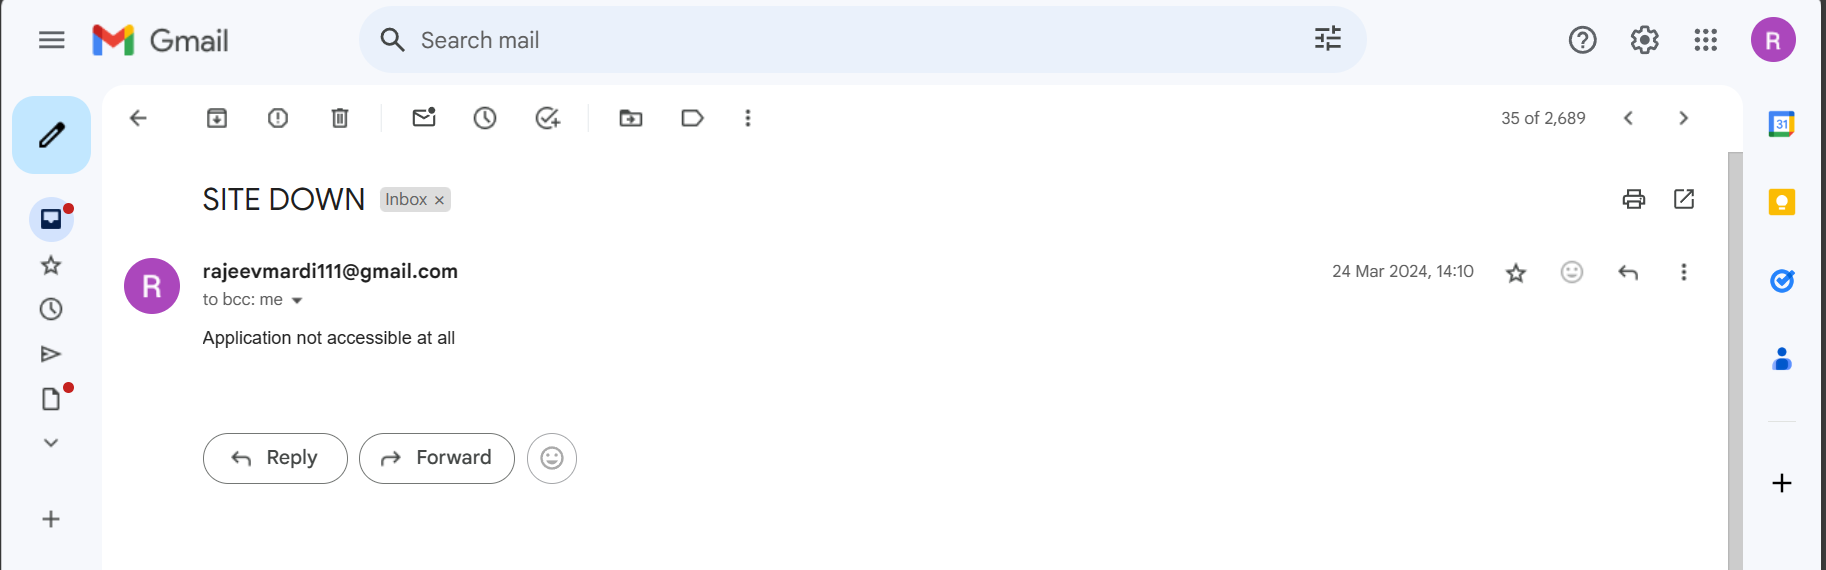 Gmail
Search mail
R
35 of 2,689
31
SITE DOWN Inbox ×
R
rajeevmardi111@gmail.com
24 Mar 2024, 14:10
to bcc: me
Application not accessible at all
Reply
Forward